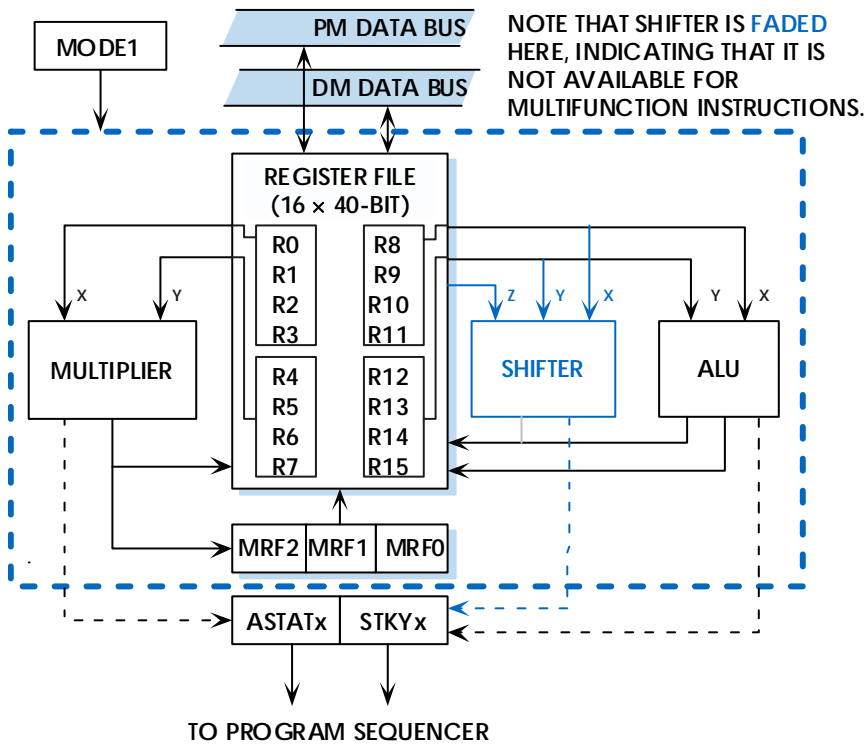 PM DATA BUS
DM DATA BUS
MODE1
NOTE THAT SHIFTER IS FADED
HERE, INDICATING THAT IT IS
NOT AVAILABLE FOR
MULTIFUNCTION INSTRUCTIONS.
REGISTER FILE
(16 × 40-BIT)
R0
R1
R2
R3
R4
R5
R6
R7
R8
R9
R10
R11
R12
R13
R14
R15
X
Y
MULTIPLIER
Z
Y
X
SHIFTER
Y
X
ALU
MRF2
MRF1
MRF0
ASTATx
STKYx
TO PROGRAM SEQUENCER